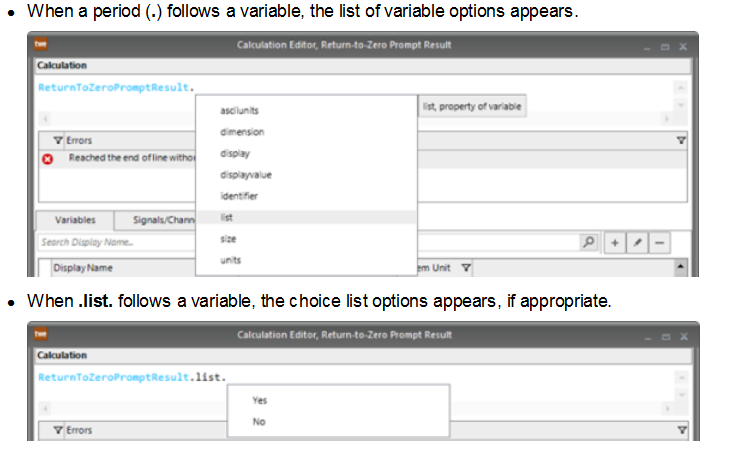 • When a period (.) follows a variable, the list of variable options appears.
twe Calculation Editor, Return-to-Zero Prompt Result
Calculation
ReturnToZeroPromptResult.
asciiunits
list, property of variable
dimension
Errors
display
Reached the end of line withou
displayvalue
identifier
Variables Signals/Chann
list
Search Display Name...
size
Display Name
units
em Unit
• When .list. follows a variable, the choice list options appears, if appropriate.
twe Calculation Editor, Return-to-Zero Prompt Result
Calculation
ReturnToZeroPromptResult.list.
Yes
No
Errors